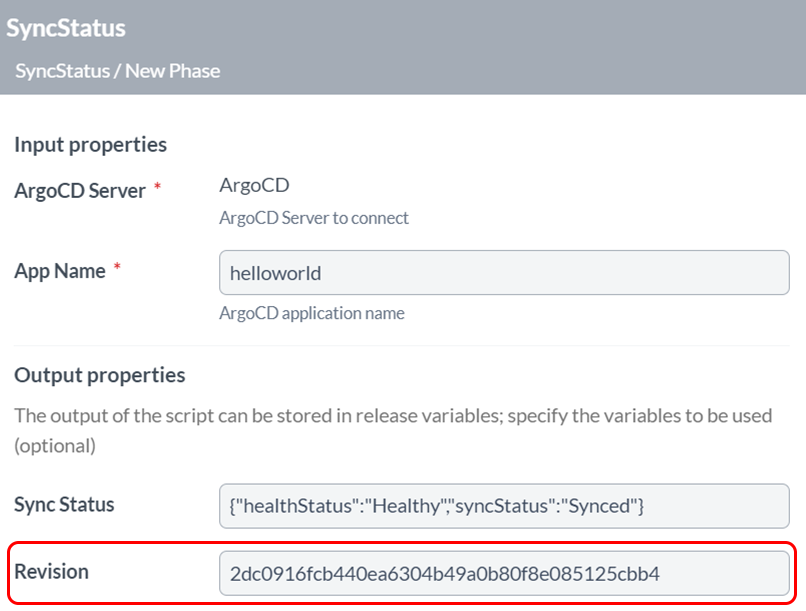 SyncStatus
SyncStatus / New Phase
Input properties
ArgoCD Server *
ArgoCD
ArgoCD Server to connect
App Name *
helloworld
ArgoCD application name
Output properties
The output of the script can be stored in release variables; specify the variables to be used
(optional)
Sync Status
{"healthStatus":"Healthy","syncStatus":"Synced"}
Revision
2dc0916fcb440ea6304b49a0b80f8e085125cbb4